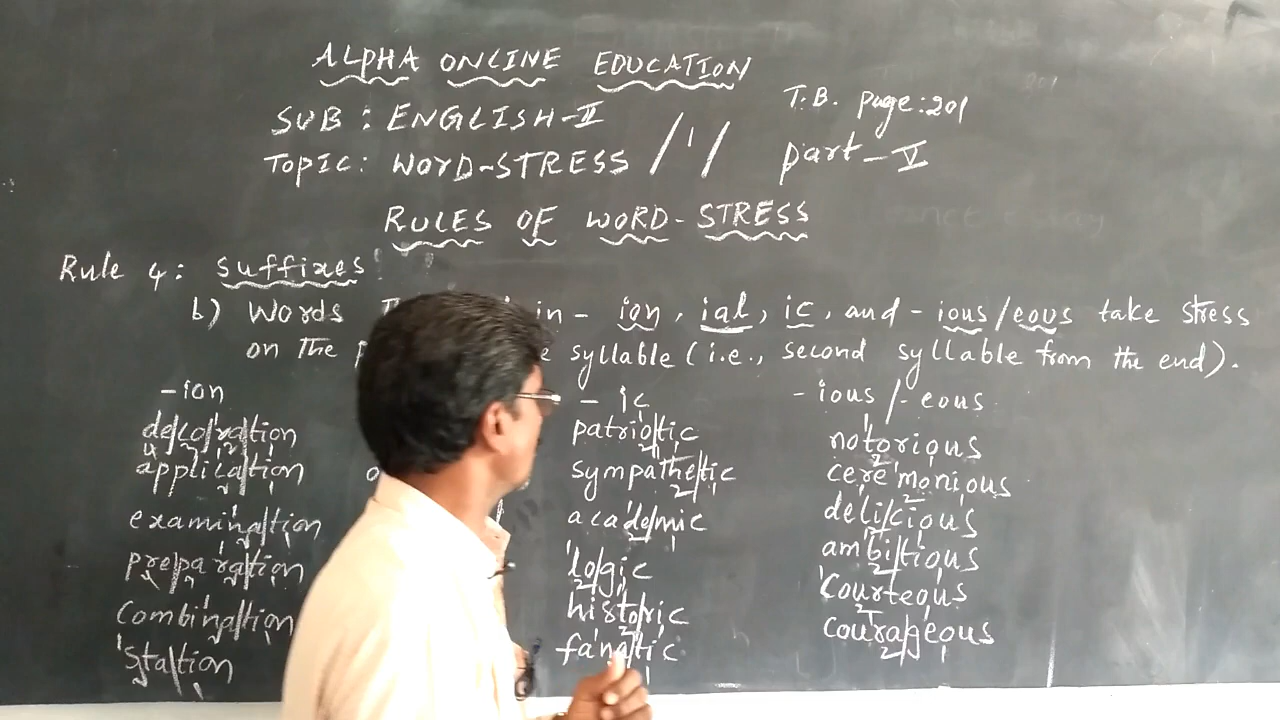 ALPHA ONLINE EDUCATION
SUB : ENGLISH-II
T.B. page:201
TOPIC: WORD-STRESS /'/
part-V
RULES OF WORD-STRESS
Rule 4: Suffixes
b) Words in- ion, ial, ic, and - ious/eous take stress
on the syllable (i.e., second syllable from the end).
-ion
declaration
application
examination
preparation
combination
station
- ic
patriotic
sympathetic
academic
logic
historic
fanatic
- ious / - eous
notorious
ceremonious
delicious
ambitious
courteous
courageous